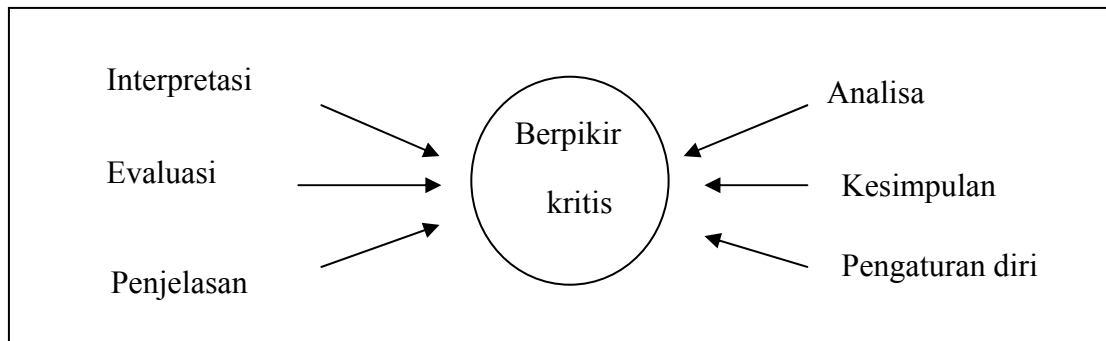 Interpretasi
Evaluasi
Penjelasan
Berpikir
kritis
Analisa
Kesimpulan
Pengaturan diri